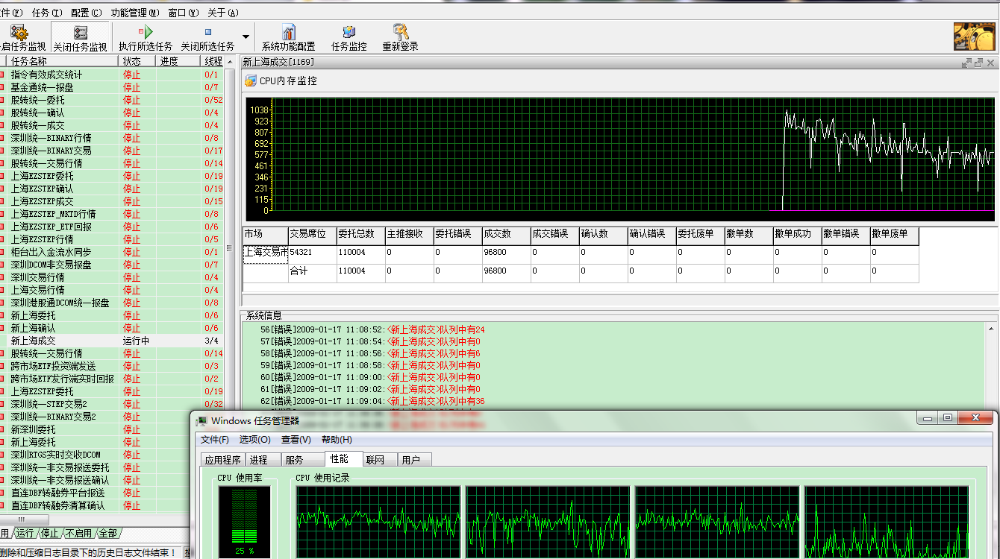 件(F) 任务(T) 配置(C) 功能管理(M) 窗口(W) 关于(A)
启任务监视 关闭任务监视 执行所选任务 关闭所选任务 系统功能配置 任务监控 重新登录
任务名称 状态 进度 线程
指令有效成交统计 停止 0/1
基金通统一报盘 停止 0/7
股转统一委托 停止 0/52
股转统一确认 停止 0/4
股转统一成交 停止 0/4
深圳统一BINARY行情 停止 0/8
深圳统一BINARY交易 停止 0/17
股转统一交易行情 停止 0/14
上海EZSTEP委托 停止 0/19
上海EZSTEP确认 停止 0/19
上海EZSTEP成交 停止 0/15
上海EZSTEP_MKTD行情 停止 0/8
上海EZSTEP_ETF回报 停止 0/6
上海EZSTEP行情 停止 0/5
柜台出入金流水同步 停止 0/1
深圳DCOM非交易报盘 停止 0/7
深圳交易行情 停止 0/4
上海交易行情 停止 0/4
深圳港股通DCOM统一报盘 停止 0/8
新上海委托 停止 0/6
新上海确认 停止 0/6
新上海成交 运行中 3/4
股转统一交易行情 停止 0/14
跨市场ETF投资端发送 停止 0/3
跨市场ETF发行端实时回报 停止 0/2
上海EZSTEP委托 停止 0/19
深圳统一STEP交易2 停止 0/32
深圳统一BINARY交易2 停止
新深圳委托 停止
新上海委托 停止
深圳RTGS实时交收DCOM 停止
深圳统一非交易报送委托 停止
深圳统一非交易报送确认 停止
直连DBF转融券平台报送 停止
直连DBF转融券清算确认 停止
用 运行 停止 不启用 全部
删除和压缩日志目录下的历史日志文件结束！
新上海成交[1169]
CPU内存监控
1038
923
807
692
577
461
346
231
115
0
市场 交易席位 委托总数 主推接收 委托错误 成交数 成交错误 确认数 确认错误 委托废单 撤单数 撤单成功 撤单错误 撤单废单
上海交易市 54321 110004 0 0 96800 0 0 0 0 0 0 0 0
合计 110004 0 0 96800 0 0 0 0 0 0 0 0
系统信息
56[错误]2009-01-17 11:08:52:<新上海成交>队列中有24
57[错误]2009-01-17 11:08:54:<新上海成交>队列中有0
58[错误]2009-01-17 11:08:56:<新上海成交>队列中有6
59[错误]2009-01-17 11:08:58:<新上海成交>队列中有0
60[错误]2009-01-17 11:09:00:<新上海成交>队列中有0
61[错误]2009-01-17 11:09:02:<新上海成交>队列中有0
62[错误]2009-01-17 11:09:04:<新上海成交>队列中有36
Windows 任务管理器
文件(F) 选项(O) 查看(V) 帮助(H)
应用程序 进程 服务 性能 联网 用户
CPU 使用率 CPU 使用记录
25 %